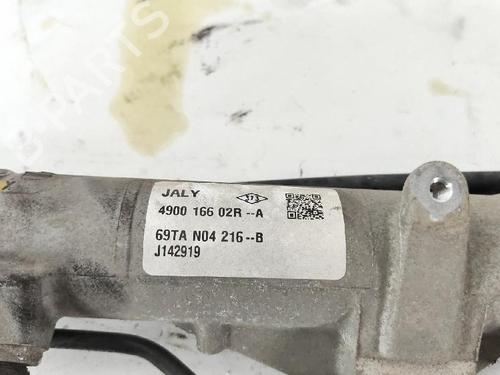 JALY
4900 166 02R --A
69TA N04 216 --B
J142919